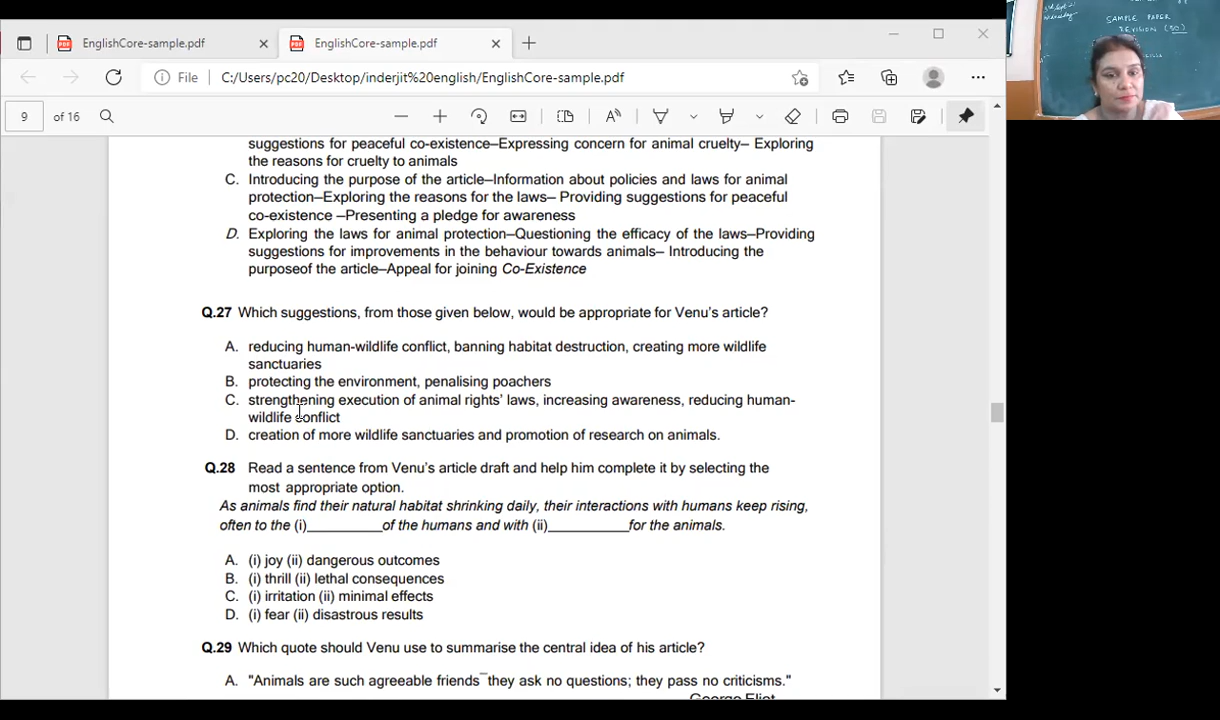 EnglishCore-sample.pdf
EnglishCore-sample.pdf
File
C:/Users/pc20/Desktop/inderjit%20english/EnglishCore-sample.pdf
9 of 16
SAMPLE PAPER
REVISION
suggestions for peaceful co-existence–Expressing concern for animal cruelty– Exploring
the reasons for cruelty to animals
C. Introducing the purpose of the article–Information about policies and laws for animal
protection–Exploring the reasons for the laws– Providing suggestions for peaceful
co-existence –Presenting a pledge for awareness
D. Exploring the laws for animal protection–Questioning the efficacy of the laws–Providing
suggestions for improvements in the behaviour towards animals– Introducing the
purposeof the article–Appeal for joining Co-Existence
Q.27 Which suggestions, from those given below, would be appropriate for Venu's article?
A. reducing human-wildlife conflict, banning habitat destruction, creating more wildlife
sanctuaries
B. protecting the environment, penalising poachers
C. strengthening execution of animal rights' laws, increasing awareness, reducing human-
wildlife conflict
D. creation of more wildlife sanctuaries and promotion of research on animals.
Q.28 Read a sentence from Venu's article draft and help him complete it by selecting the
most appropriate option.
As animals find their natural habitat shrinking daily, their interactions with humans keep rising,
often to the (i)__________of the humans and with (ii)___________for the animals.
A. (i) joy (ii) dangerous outcomes
B. (i) thrill (ii) lethal consequences
C. (i) irritation (ii) minimal effects
D. (i) fear (ii) disastrous results
Q.29 Which quote should Venu use to summarise the central idea of his article?
A. "Animals are such agreeable friends¯they ask no questions; they pass no criticisms."
George Eliot